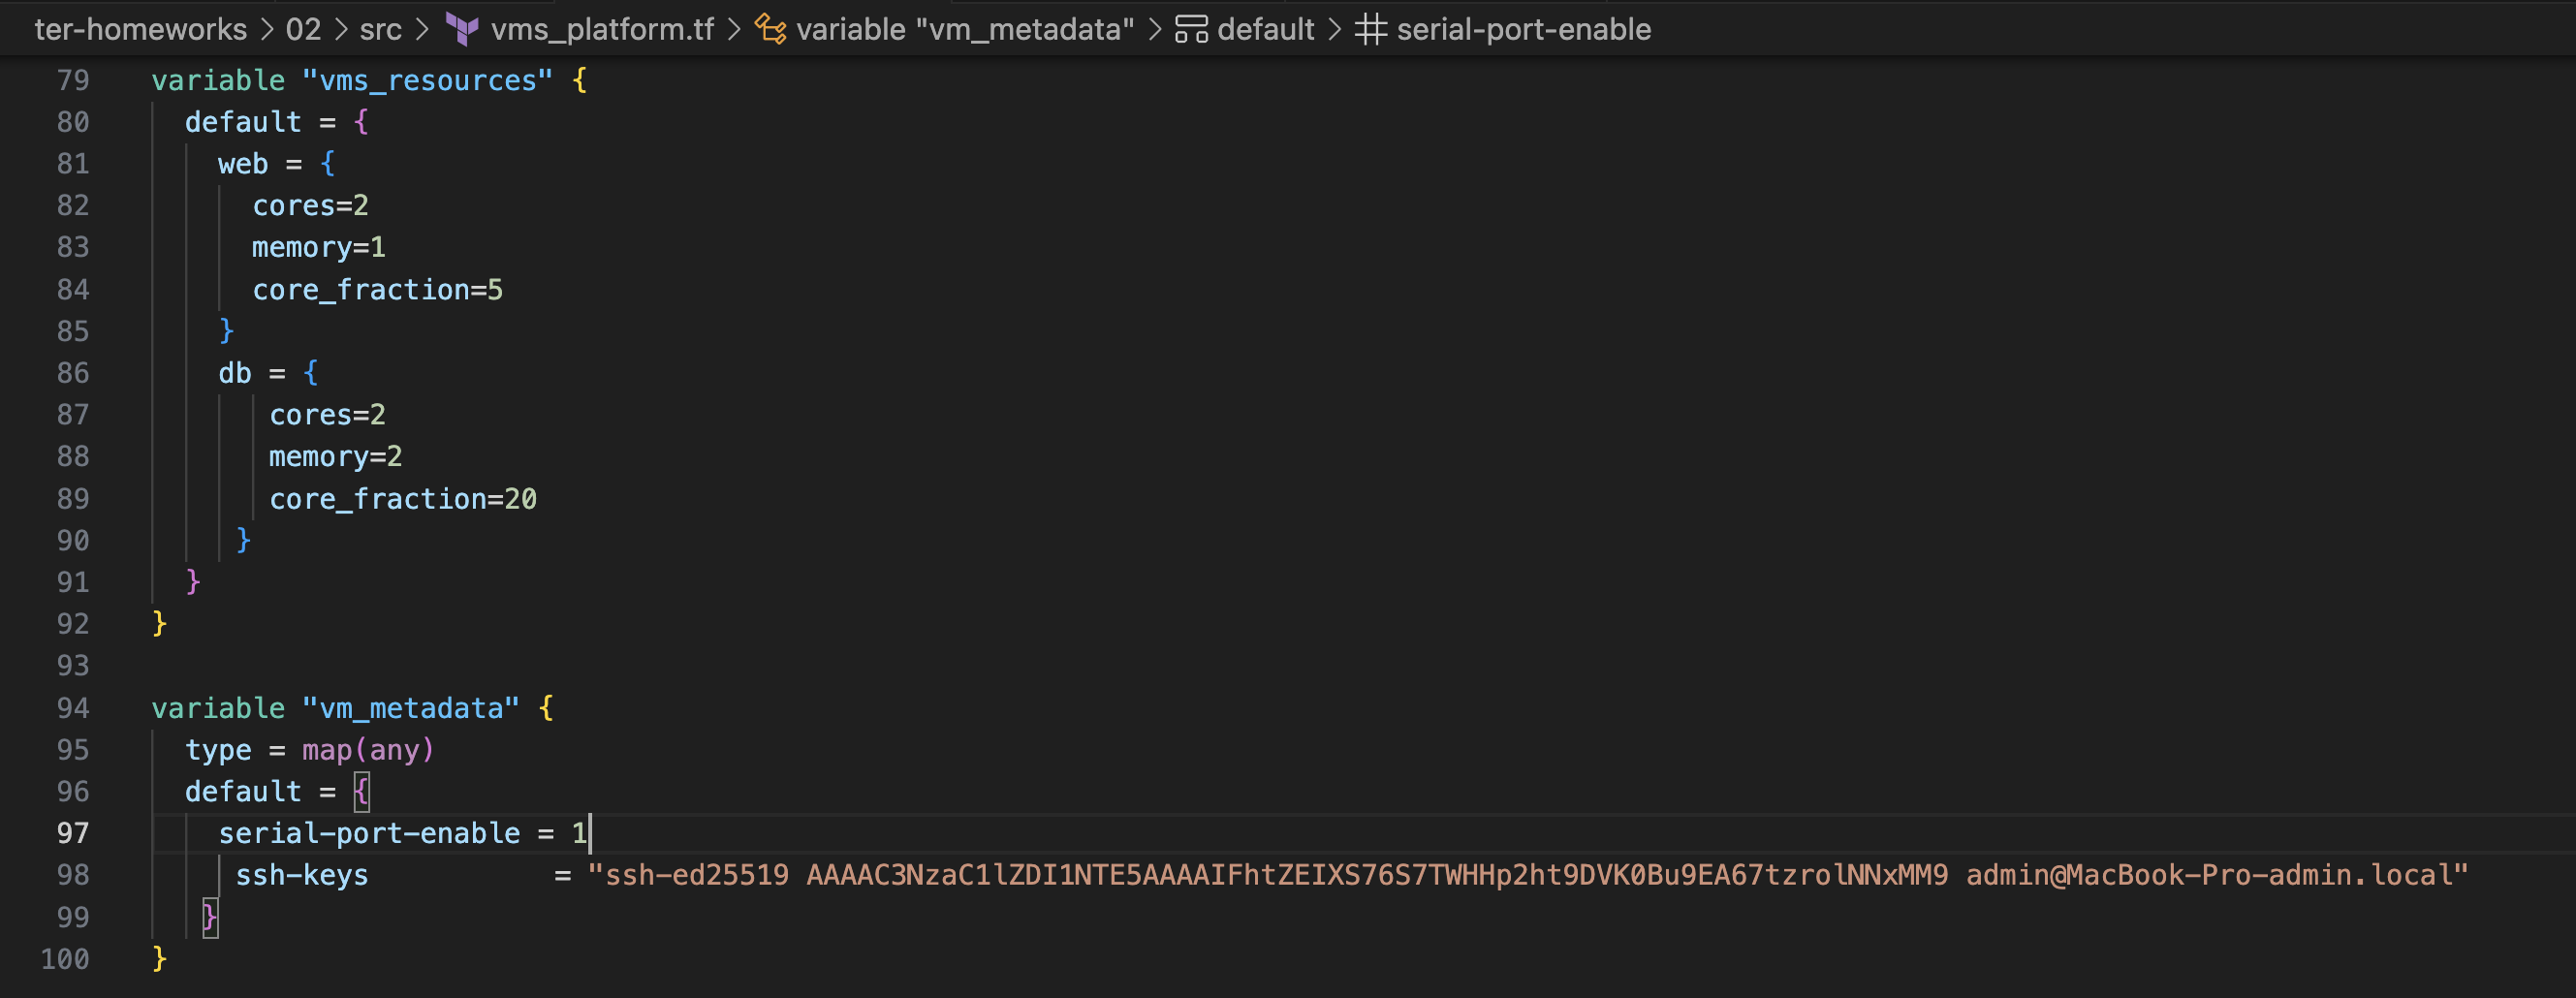 ter-homeworks > 02 > src > vms_platform.tf > variable "vm_metadata" > default > serial-port-enable
79 variable "vms_resources" {
80 default = {
81 web = {
82 cores=2
83 memory=1
84 core_fraction=5
85 }
86 db = {
87 cores=2
88 memory=2
89 core_fraction=20
90 }
91 }
92 }
93
94 variable "vm_metadata" {
95 type = map(any)
96 default = {
97 serial-port-enable = 1
98 ssh-keys = "ssh-ed25519 AAAAC3NzaC1lZDI1NTE5AAAAIFhtZEIXS76S7TWHHp2ht9DVK0Bu9EA67tzrolNNxMM9 admin@MacBook-Pro-admin.local"
99 }
100 }